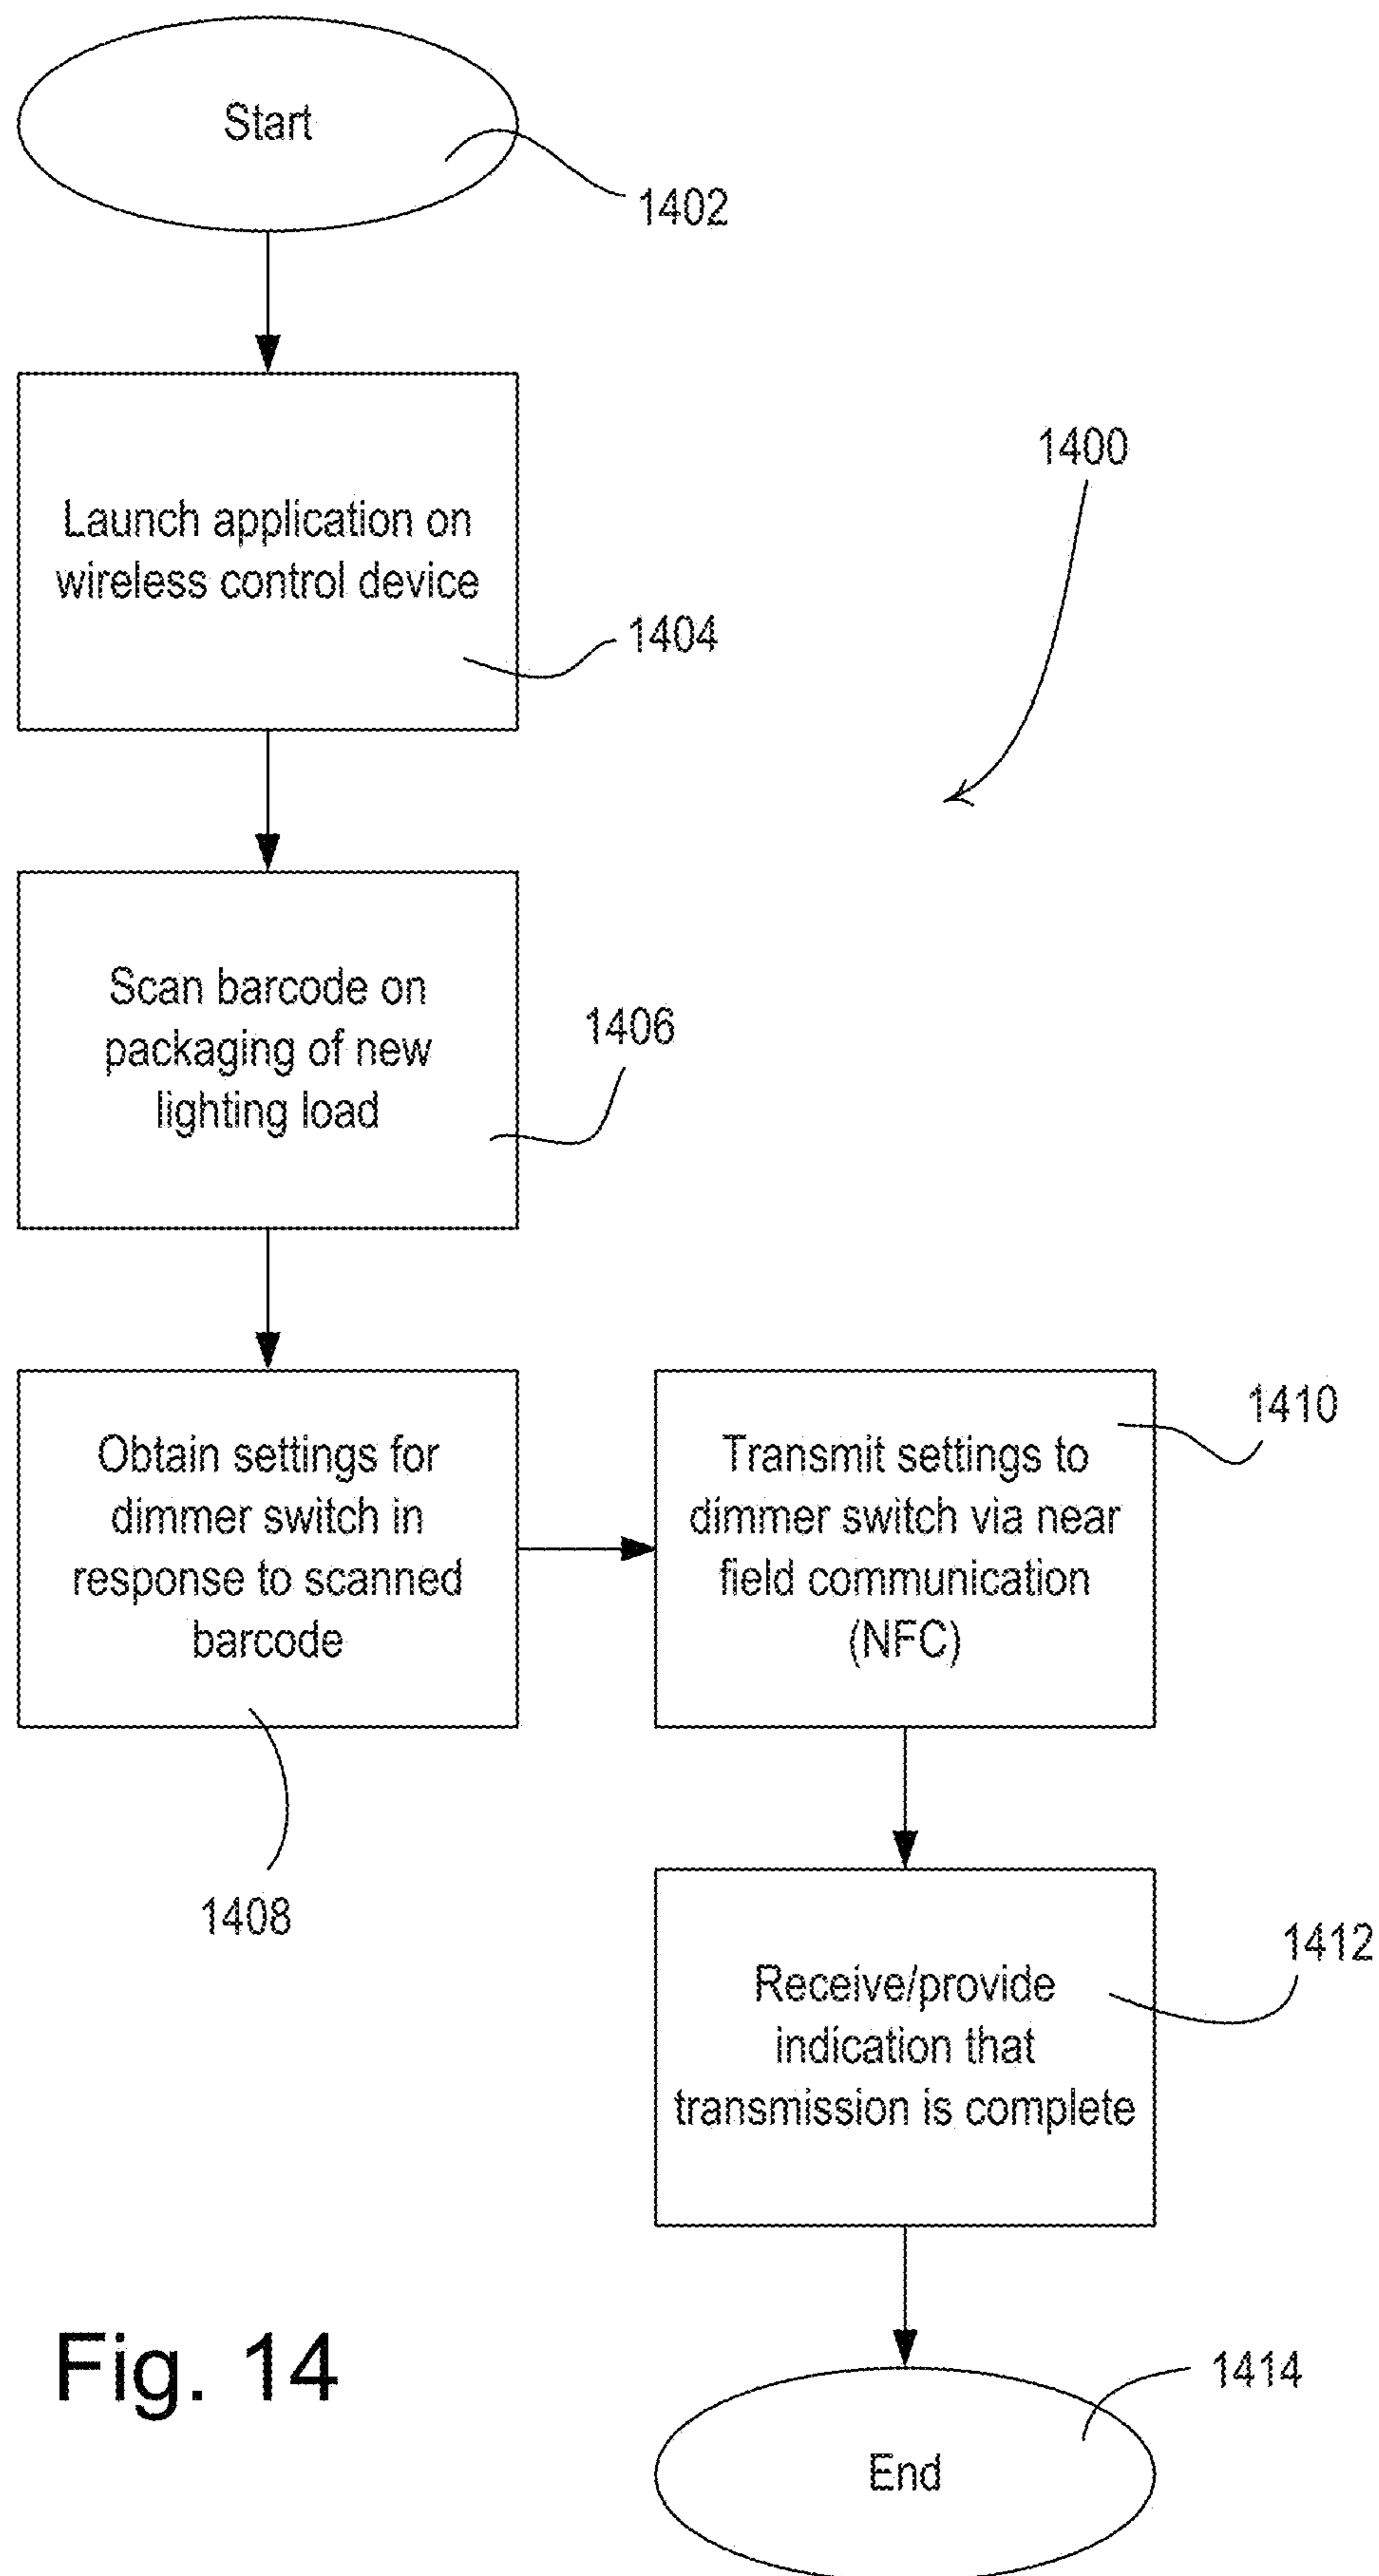 Start
1402
1400
Launch application on
wireless control device
1404
Scan barcode on
packaging of new
lighting load
1406
Obtain settings for
dimmer switch in
response to scanned
barcode
1408
Transmit settings to
dimmer switch via near
field communication
(NFC)
1410
Receive/provide
indication that
transmission is complete
1412
End
1414
Fig. 14